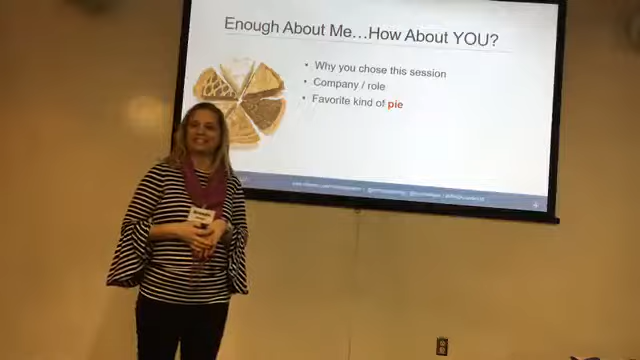 Enough About Me...How About YOU?
• Why you chose this session
• Company / role
• Favorite kind of pie